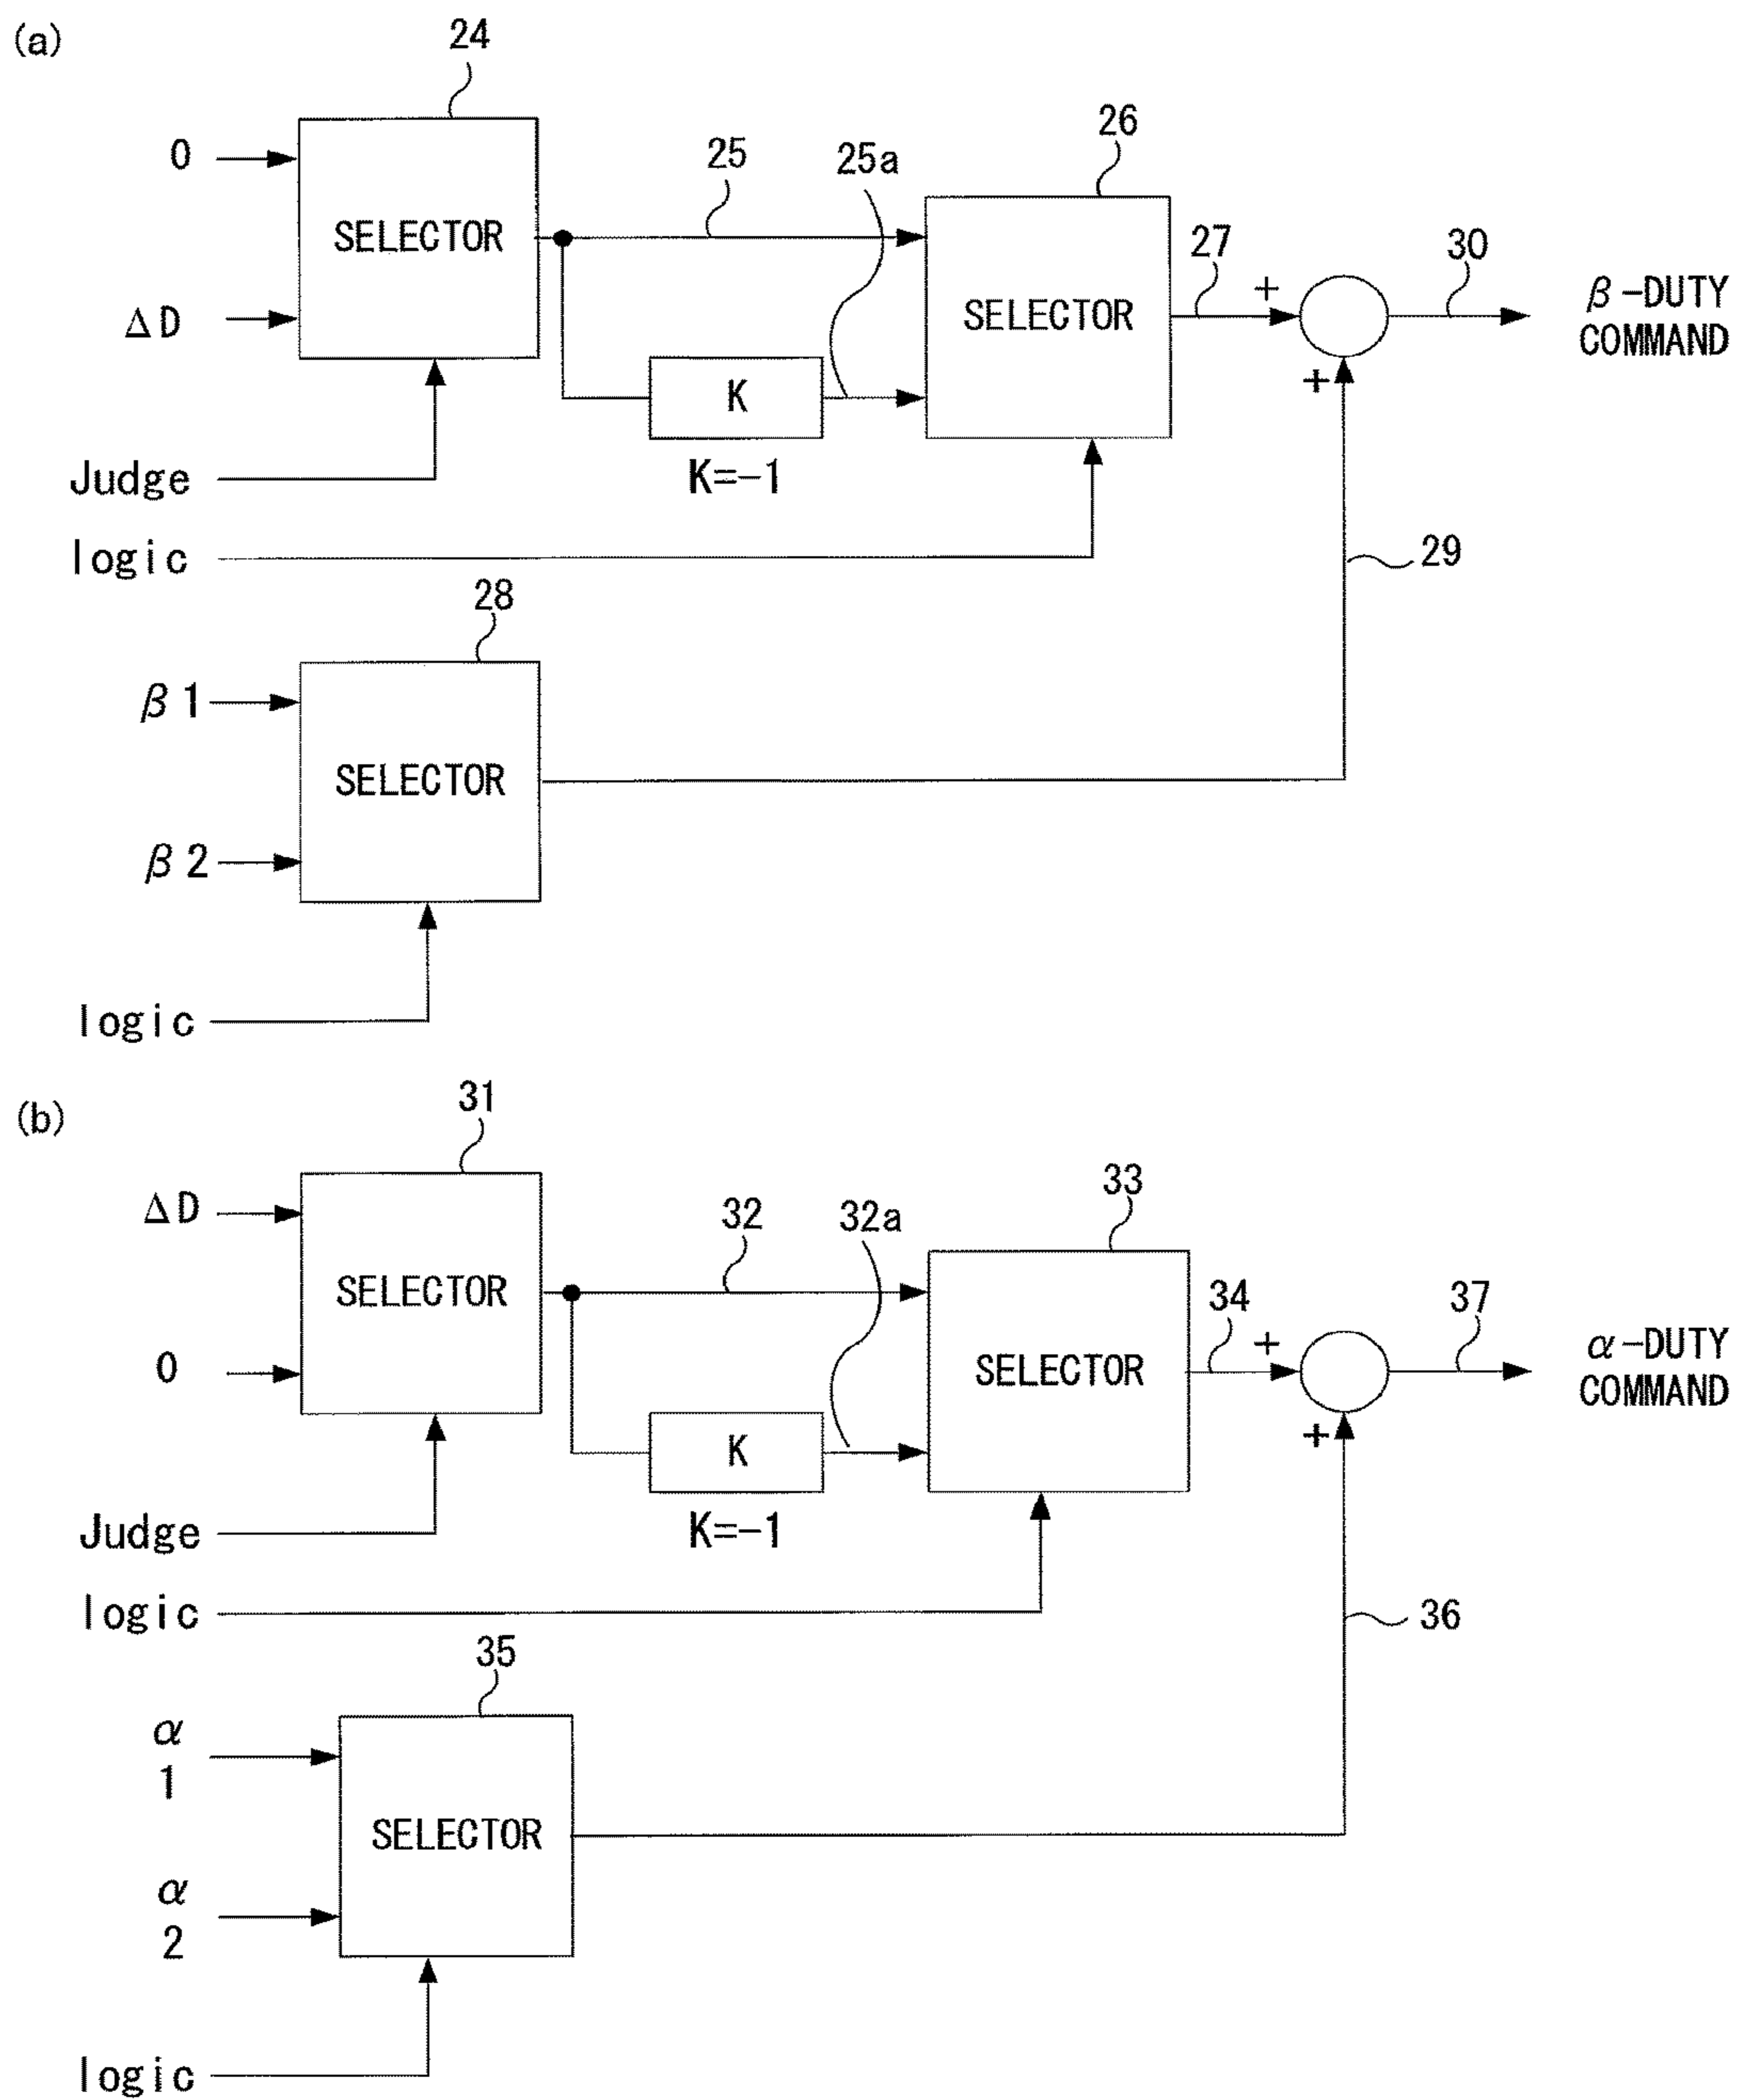 (a)
24
0
SELECTOR
ΔD
Judge
logic
25
25a
K
K=-1
26
SELECTOR
27
+
+
30
β-DUTY
COMMAND
29
28
β1
SELECTOR
β2
logic
(b)
31
ΔD
SELECTOR
0
Judge
logic
32
32a
K
K=-1
33
SELECTOR
34
+
+
37
α-DUTY
COMMAND
36
35
α
1
SELECTOR
α
2
logic